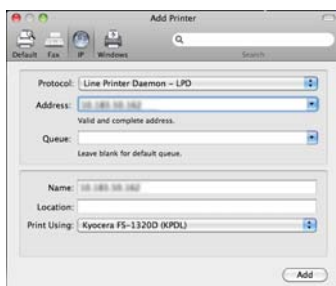 Add Printer
Default Fax IP Windows Search
Protocol: Line Printer Daemon - LPD
Address:
Valid and complete address.
Queue:
Leave blank for default queue.
Name:
Location:
Print Using: Kyocera FS-1320D (KPDL)
Add